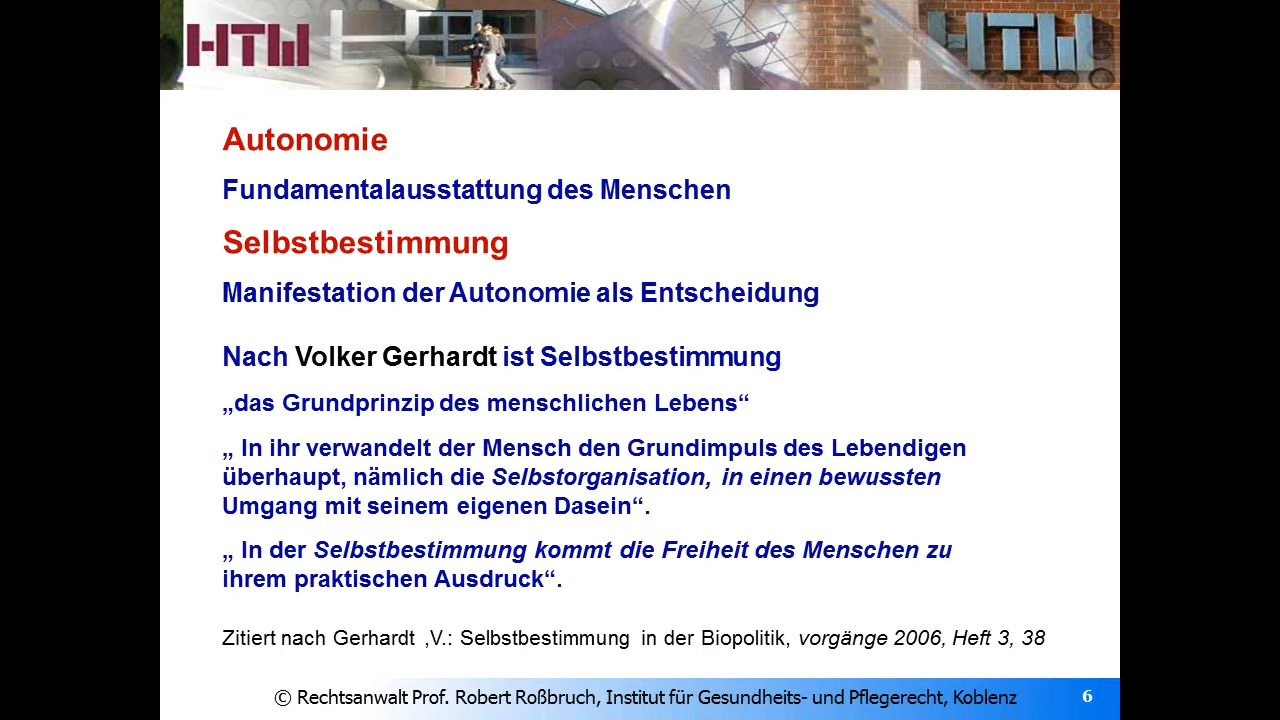 HTW
HTW
Autonomie
Fundamentalausstattung des Menschen
Selbstbestimmung
Manifestation der Autonomie als Entscheidung
Nach Volker Gerhardt ist Selbstbestimmung
„das Grundprinzip des menschlichen Lebens“
„ In ihr verwandelt der Mensch den Grundimpuls des Lebendigen
überhaupt, nämlich die Selbstorganisation, in einen bewussten
Umgang mit seinem eigenen Dasein“.
„ In der Selbstbestimmung kommt die Freiheit des Menschen zu
ihrem praktischen Ausdruck“.
Zitiert nach Gerhardt ,V.: Selbstbestimmung in der Biopolitik, vorgänge 2006, Heft 3, 38
© Rechtsanwalt Prof. Robert Roßbruch, Institut für Gesundheits- und Pflegerecht, Koblenz
6